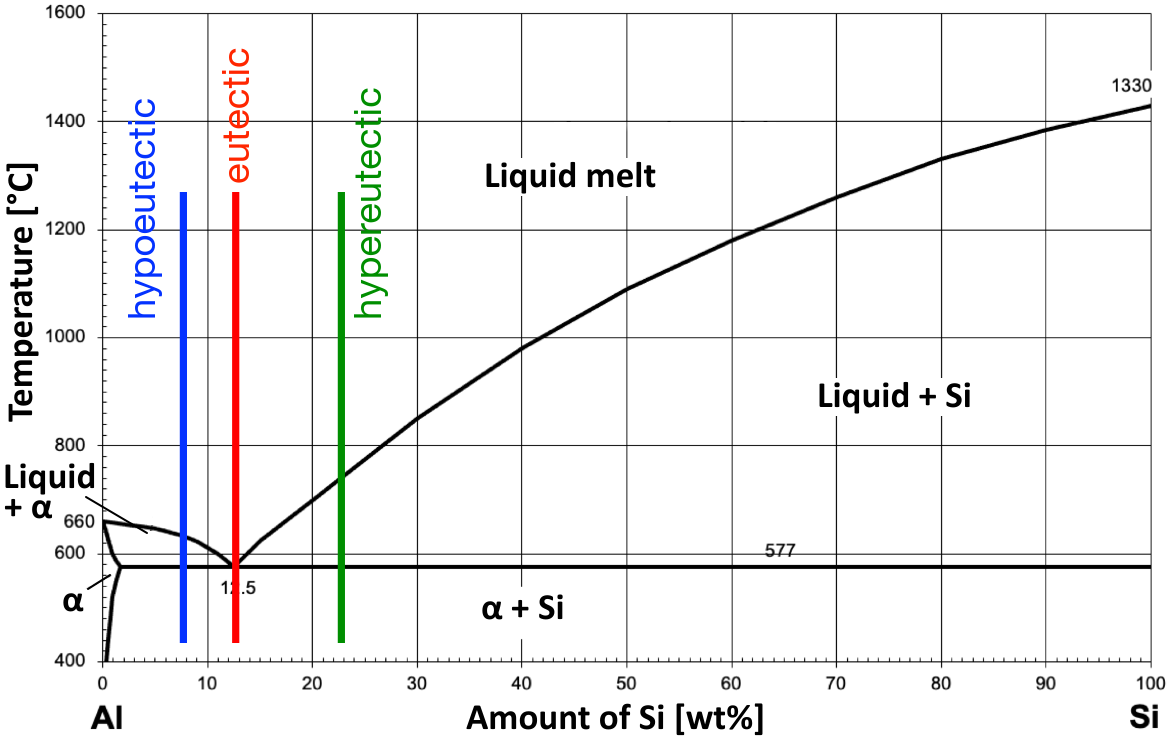 1600
1400
1200
1000
800
660
600
400
Temperature [°C]
hypoeutectic
eutectic
hypereutectic
Liquid melt
1330
Liquid + Si
Liquid
+ α
α
577
12.5
α + Si
0 10 20 30 40 50 60 70 80 90 100
Al
Amount of Si [wt%]
Si